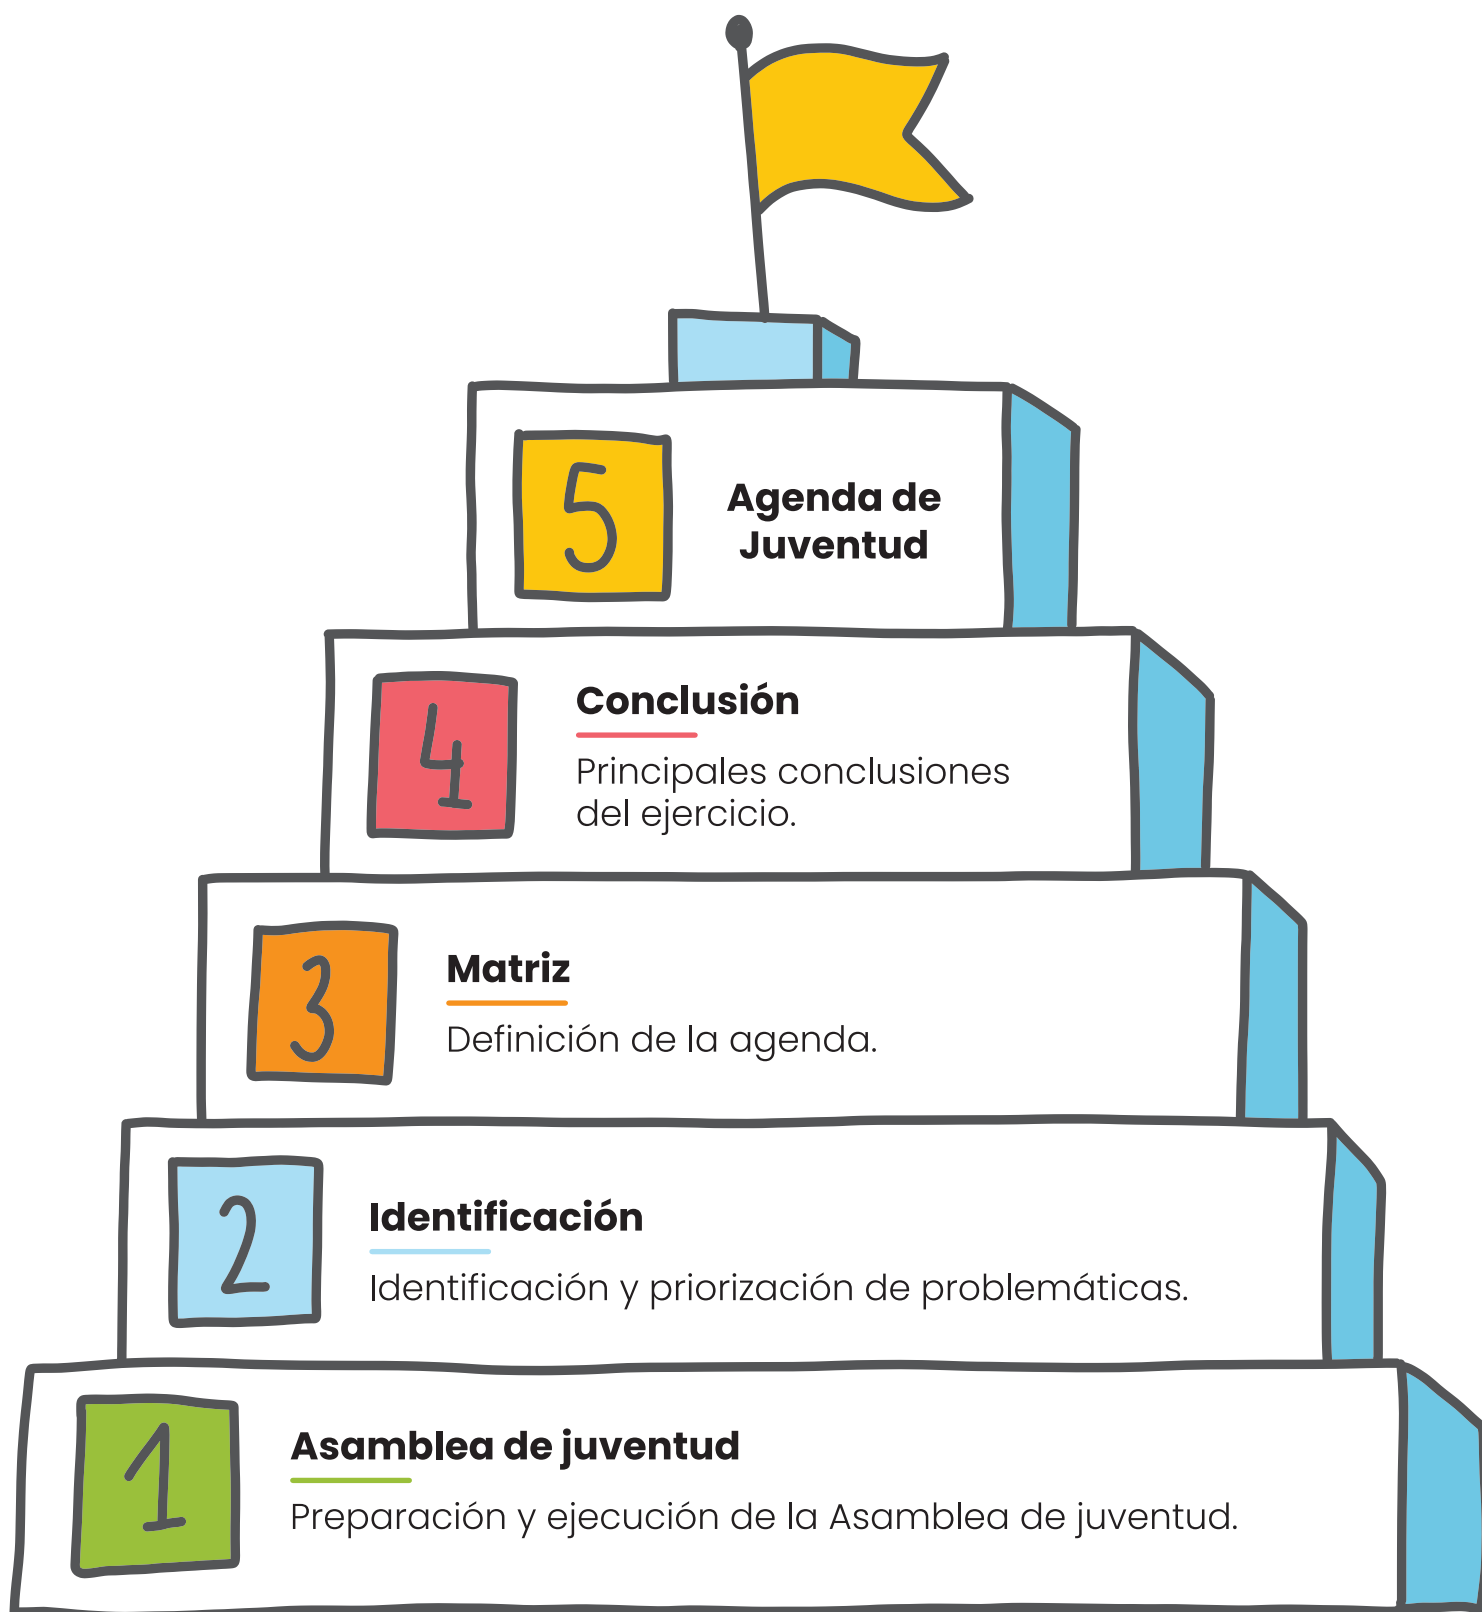 5
Agenda de
Juventud
4
Conclusión
Principales conclusiones
del ejercicio.
3
Matriz
Definición de la agenda.
2
Identificación
Identificación y priorización de problemáticas.
1
Asamblea de juventud
Preparación y ejecución de la Asamblea de juventud.